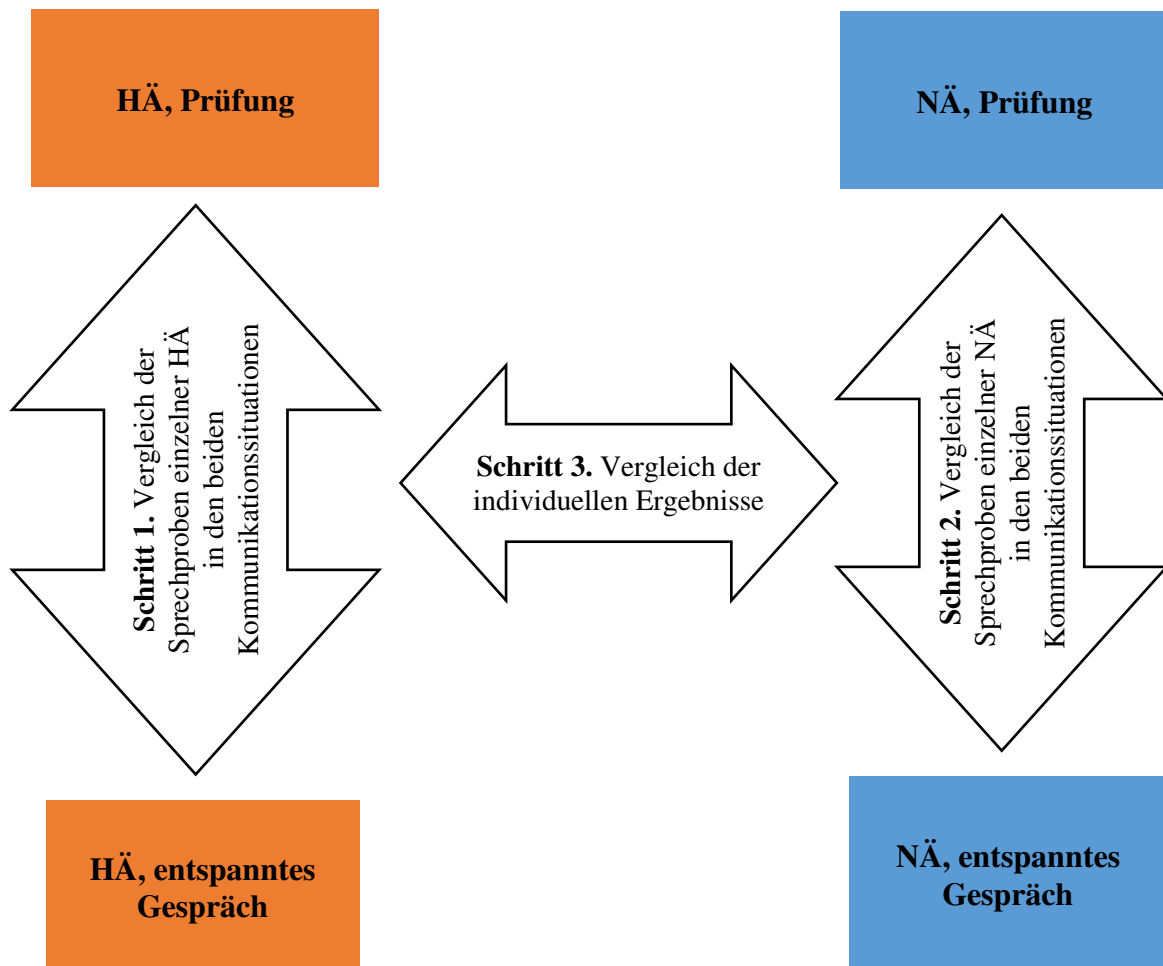 HÄ, Prüfung
NÄ, Prüfung
Schritt 1. Vergleich der
Sprechproben einzelner HÄ
in den beiden
Kommunikationssituationen
Schritt 3. Vergleich der
individuellen Ergebnisse
Schritt 2. Vergleich der
Sprechproben einzelner NÄ
in den beiden
Kommunikationssituationen
HÄ, entspanntes
Gespräch
NÄ, entspanntes
Gespräch